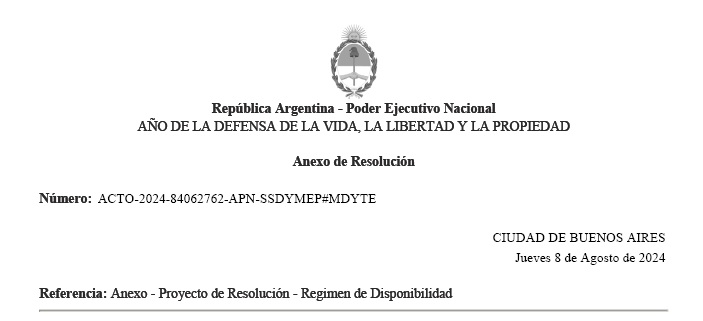 República Argentina - Poder Ejecutivo Nacional
AÑO DE LA DEFENSA DE LA VIDA, LA LIBERTAD Y LA PROPIEDAD
Anexo de Resolución
Número: ACTO-2024-84062762-APN-SSDYMEP#MDYTE
CIUDAD DE BUENOS AIRES
Jueves 8 de Agosto de 2024
Referencia: Anexo - Proyecto de Resolución - Regimen de Disponibilidad